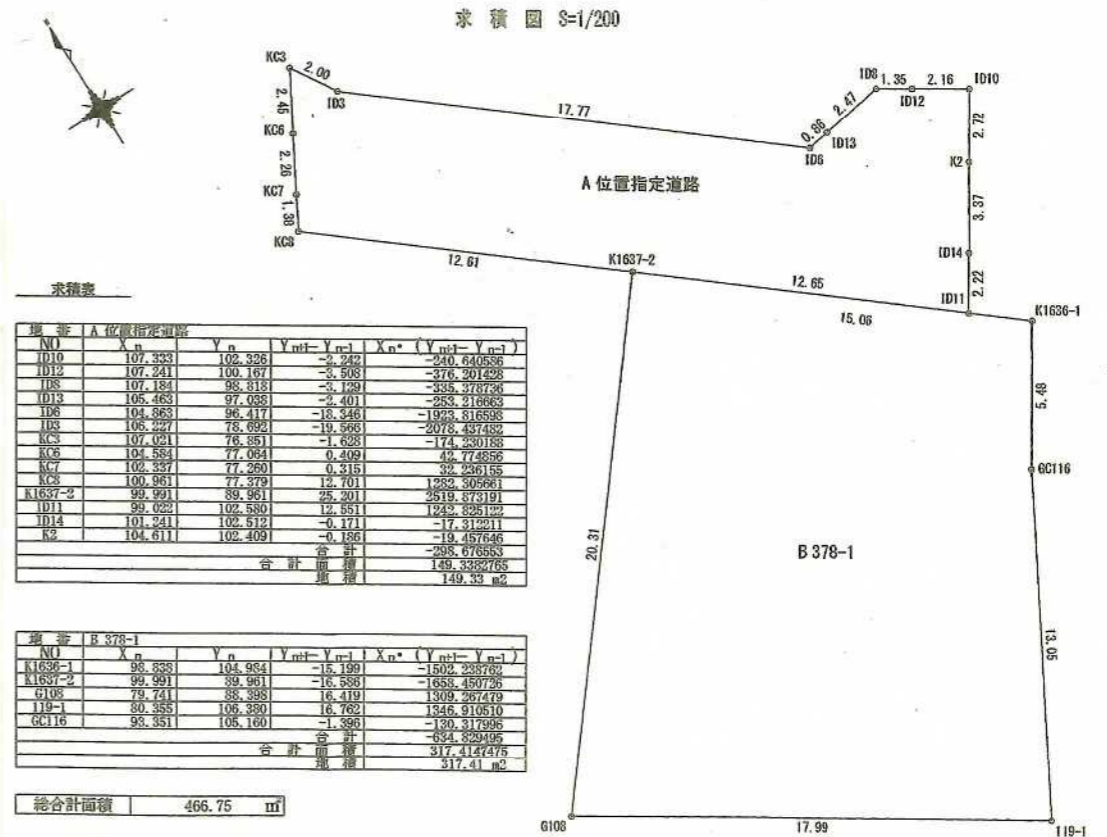 求 積 図 S=1/200
KC3
2.00
ID3
2.46
KC6
2.26
KC7
1.38
KC8
17.77
ID6
0.86
ID13
2.47
ID8
1.35
ID12
2.16
ID10
2.72
K2
3.37
ID14
2.22
ID11
A 位置指定道路
12.61
K1637-2
12.65
15.06
K1636-1
5.48
GC116
13.05
20.31
B 378-1
G108
17.99
119-1
求積表
地 番 A 位置指定道路
NO Xn Yn Yn+1－Yn-1 Xn・(Yn+1－Yn-1)
ID10 107.333 102.326 -2.242 -240.640586
ID12 107.241 100.167 -3.508 -376.201428
ID8 107.184 98.818 -3.129 -335.378736
ID13 105.463 97.038 -2.401 -253.216663
ID6 104.863 96.417 -18.346 -1923.816598
ID3 106.227 78.692 -19.566 -2078.437482
KC3 107.021 76.851 -1.628 -174.230188
KC6 104.584 77.064 0.409 42.774856
KC7 102.337 77.260 0.315 32.236155
KC8 100.961 77.379 12.701 1282.305661
K1637-2 99.991 89.961 25.201 2519.873191
ID11 99.022 102.580 12.551 1242.825122
ID14 101.241 102.512 -0.171 -17.312211
K2 104.611 102.409 -0.186 -19.457646
合 計 -298.676553
合 計 面 積 149.3382765
地 積 149.33 m2
地 番 B 378-1
NO Xn Yn Yn+1－Yn-1 Xn・(Yn+1－Yn-1)
K1636-1 98.838 104.984 -15.199 -1502.238762
K1637-2 99.991 89.961 -16.586 -1658.450726
G108 79.741 88.398 16.419 1309.267479
119-1 80.355 106.380 16.762 1346.910510
GC116 93.351 105.160 -1.396 -130.317996
合 計 -634.829495
合 計 面 積 317.4147475
地 積 317.41 m2
総合計面積 466.75 ㎡